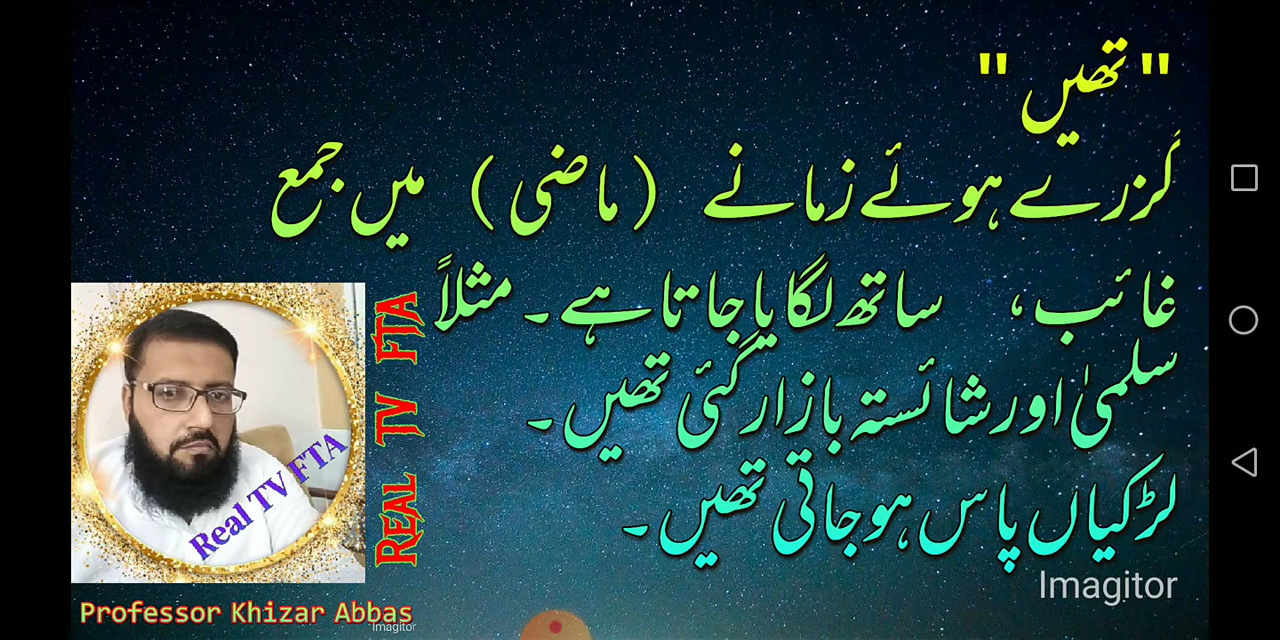 "تھیں"
گزرے ہوئے زمانے (ماضی) میں جمع
غائب، ساتھ لگایا جاتا ہے۔ مثلاً
سلمیٰ اور شائستہ بازار گئی تھیں۔
لڑکیاں پاس ہو جاتی تھیں۔
REAL TV FTA
Real TV FTA
Professor Khizar Abbas
Imagitor
Imagitor